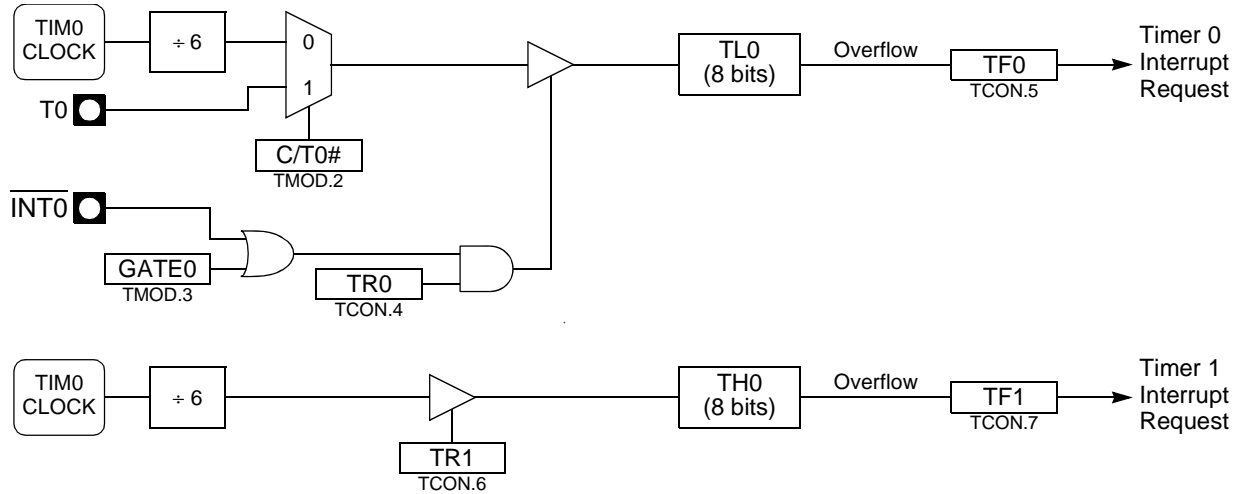 TIM0
CLOCK
÷ 6
0
1
T0
C/T0#
TMOD.2
TL0
(8 bits)
Overflow
TF0
TCON.5
Timer 0
Interrupt
Request
INT0
GATE0
TMOD.3
TR0
TCON.4
TIM0
CLOCK
÷ 6
TR1
TCON.6
TH0
(8 bits)
Overflow
TF1
TCON.7
Timer 1
Interrupt
Request